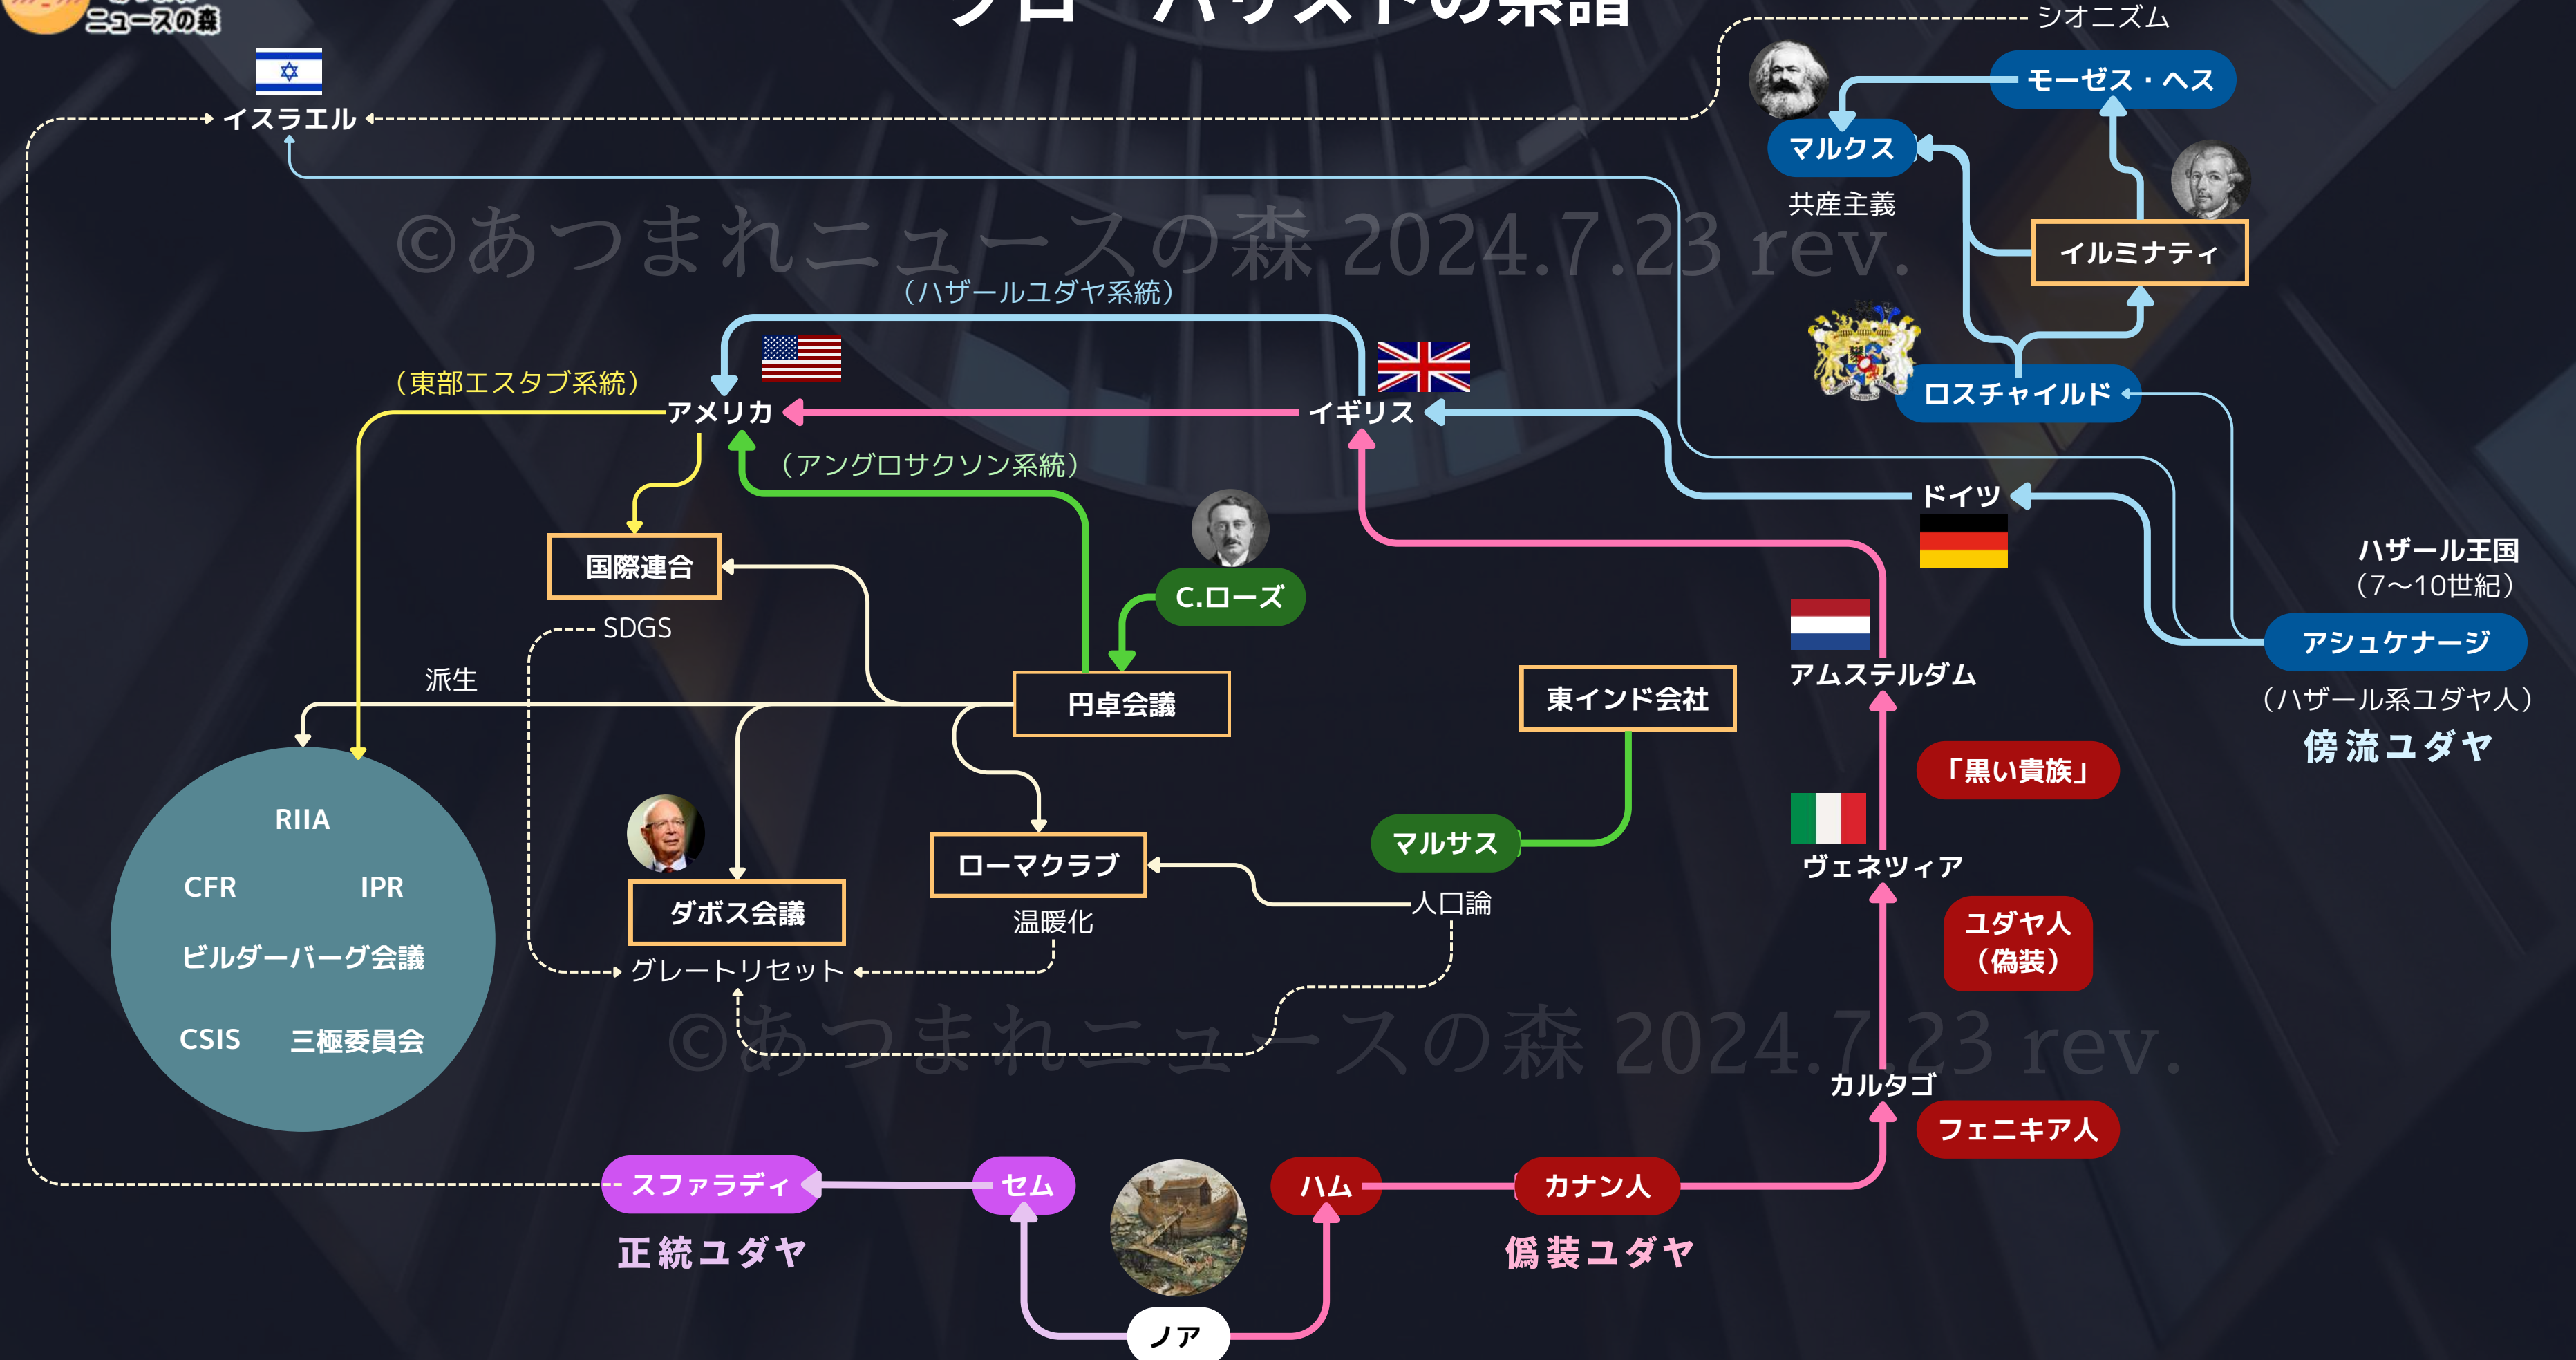 ニュースの森
グローバリストの系譜
シオニズム
モーゼス・ヘス
イスラエル
マルクス
共産主義
©あつまれニュースの森 2024.7.23 rev.
イルミナティ
（ハザールユダヤ系統）
（東部エスタブ系統）
アメリカ
イギリス
ロスチャイルド
（アングロサクソン系統）
ドイツ
国際連合
ハザール王国
（7〜10世紀）
C.ローズ
SDGS
アシュケナージ
派生
円卓会議
東インド会社
アムステルダム
（ハザール系ユダヤ人）
傍流ユダヤ
「黒い貴族」
RIIA
マルサス
ローマクラブ
ヴェネツィア
CFR
IPR
ダボス会議
人口論
温暖化
ユダヤ人
（偽装）
ビルダーバーグ会議
グレートリセット
CSIS
三極委員会
©あつまれニュースの森 2024.7.23 rev.
カルタゴ
フェニキア人
スファラディ
セム
ハム
カナン人
正統ユダヤ
偽装ユダヤ
ノア